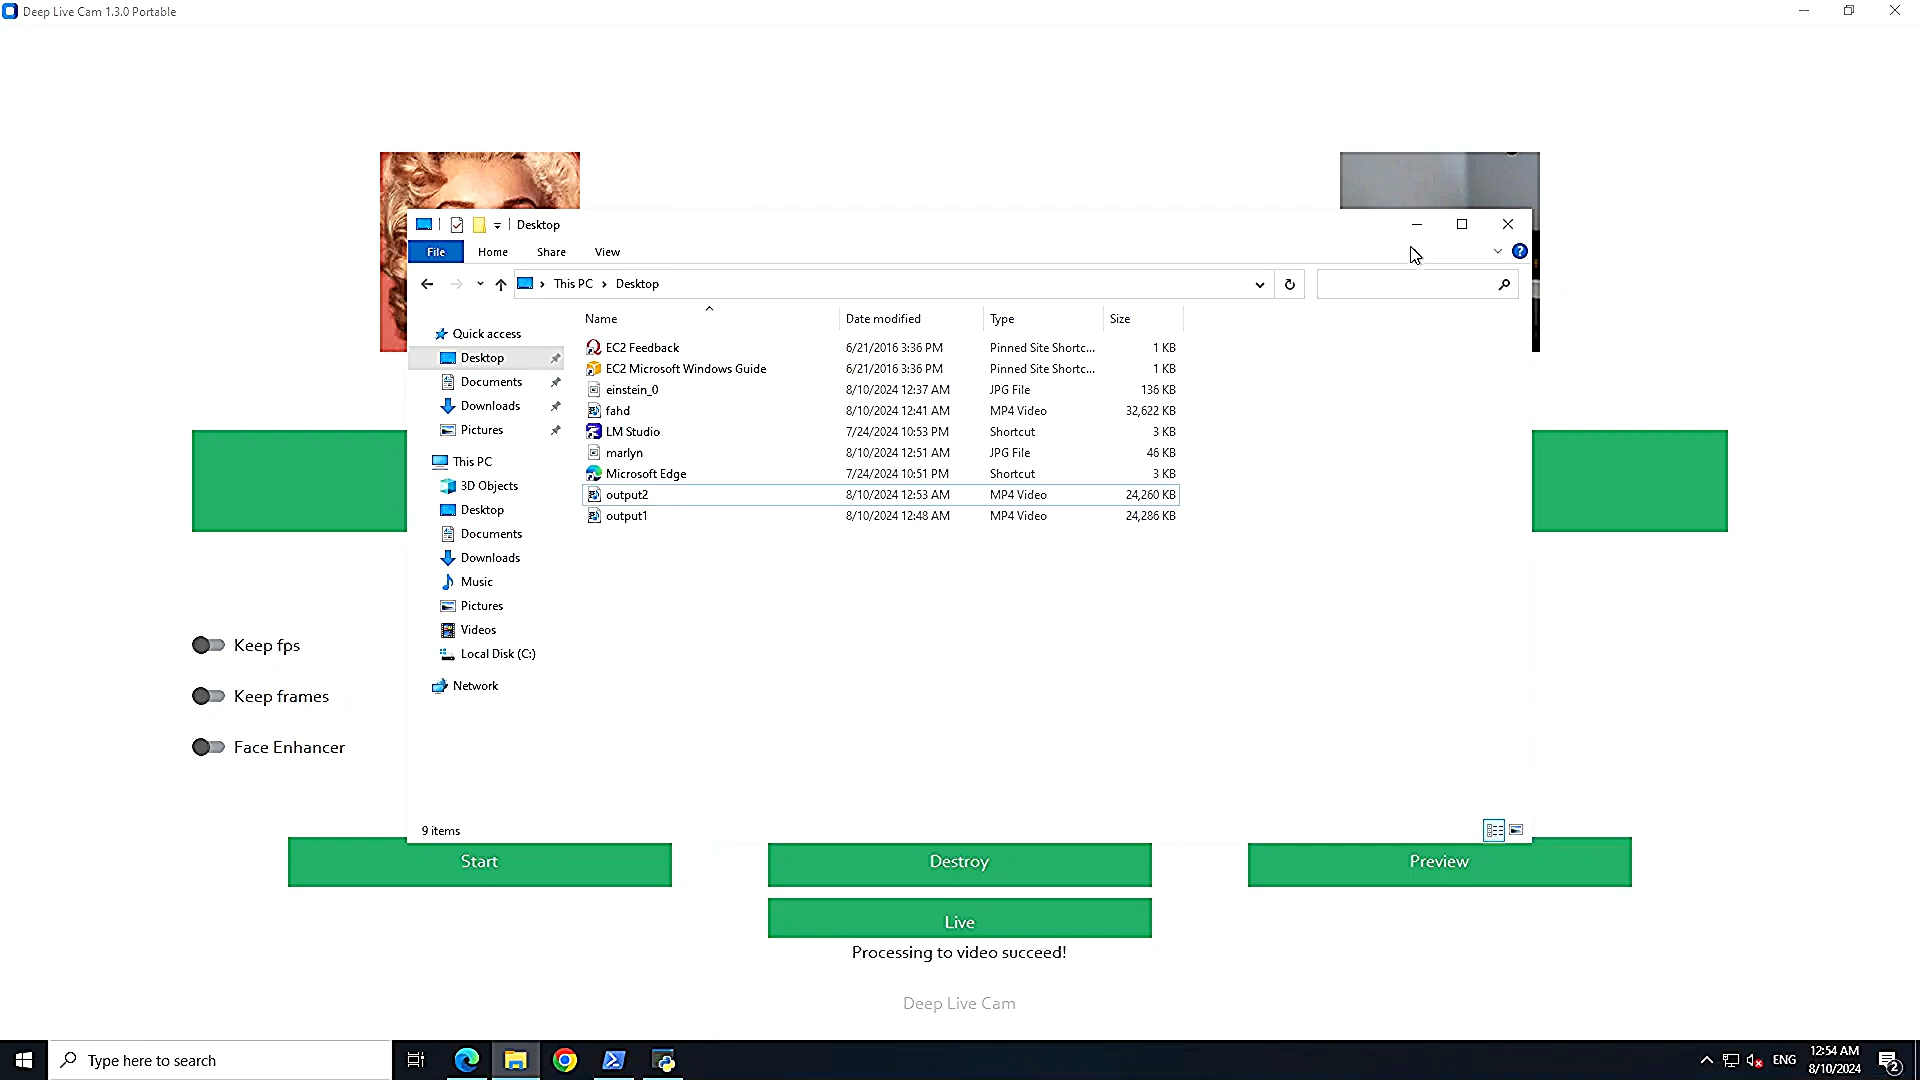 Deep Live Cam 1.3.0 Portable
Desktop
File Home Share View
This PC Desktop
Name Date modified Type Size
Quick access
Desktop
Documents
Downloads
Pictures
This PC
3D Objects
Desktop
Documents
Downloads
Music
Pictures
Videos
Local Disk (C:)
Network
EC2 Feedback 6/21/2016 3:36 PM Pinned Site Shortc... 1 KB
EC2 Microsoft Windows Guide 6/21/2016 3:36 PM Pinned Site Shortc... 1 KB
einstein_0 8/10/2024 12:37 AM JPG File 136 KB
fahd 8/10/2024 12:41 AM MP4 Video 32,622 KB
LM Studio 7/24/2024 10:53 PM Shortcut 3 KB
marlyn 8/10/2024 12:51 AM JPG File 46 KB
Microsoft Edge 7/24/2024 10:51 PM Shortcut 3 KB
output2 8/10/2024 12:53 AM MP4 Video 24,260 KB
output1 8/10/2024 12:48 AM MP4 Video 24,286 KB
9 items
Keep fps
Keep frames
Face Enhancer
Start Destroy Preview
Live
Processing to video succeed!
Deep Live Cam
Type here to search
ENG
12:54 AM
8/10/2024
2